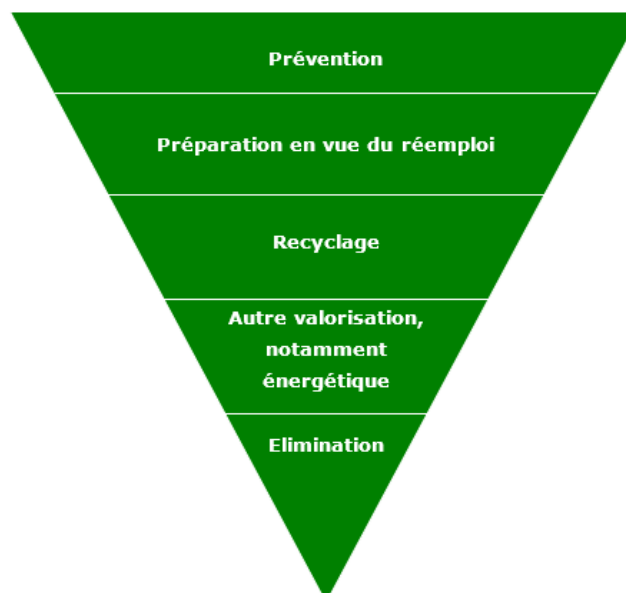 Prévention
Préparation en vue du réemploi
Recyclage
Autre valorisation,
notamment
énergétique
Elimination